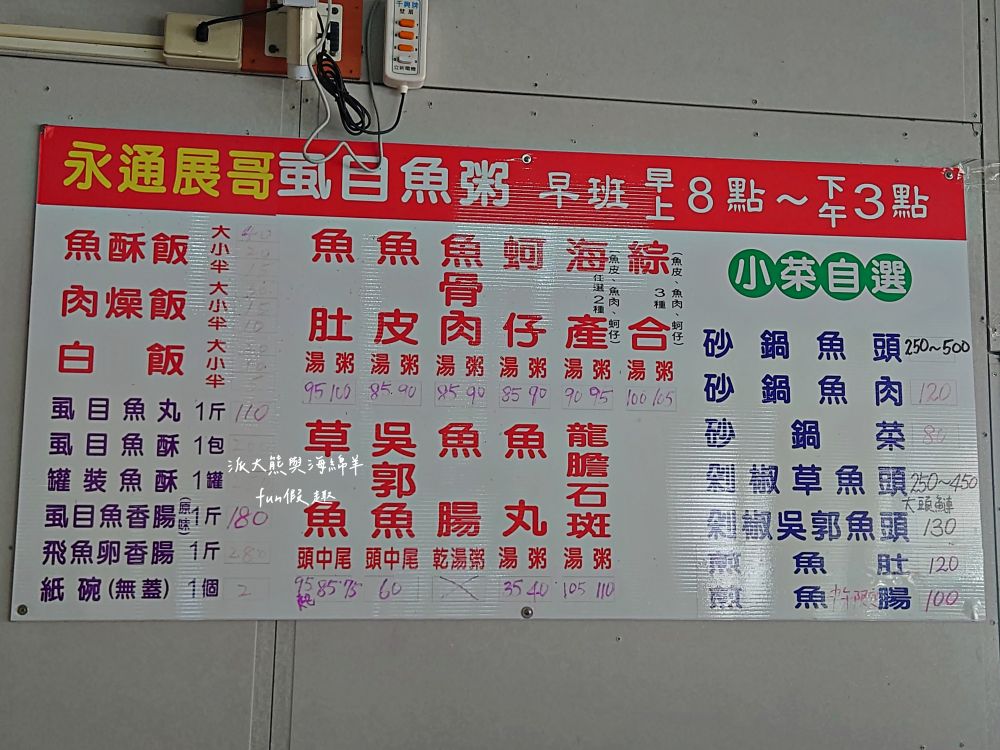 永通展哥虱目魚粥 早班 早上8點～下午3點
魚酥飯 大 小 半
肉燥飯 大 小 半
白飯 大 小 半
虱目魚丸 1斤 110
虱目魚酥 1包
罐裝魚酥 1罐
虱目魚香腸(原味) 1斤 180
飛魚卵香腸 1斤 280
紙碗(無蓋) 1個 2
魚肚 湯 粥 95 100
魚皮 湯 粥 85 90
魚骨肉 湯 粥 85 90
蚵仔 湯 粥 85 90
海產 (魚皮、魚肉、蚵仔) 任選2種 湯 粥 90 95
綜合 (魚皮、魚肉、蚵仔) 3種 湯 粥 100 105
草魚 頭 中 尾 95起 85 75
吳郭魚 頭 中 尾 60
魚腸 乾 湯 粥
魚丸 湯 粥 35 40
龍膽石斑 湯 粥 105 110
小菜自選
砂鍋魚頭 250~500
砂鍋魚肉 120
砂鍋菜 80
剁椒草魚頭 250~450
大頭鰱
剁椒吳郭魚頭 130
煎魚肚 120
煎魚腸 100
派大熊與海綿羊
fun假趣